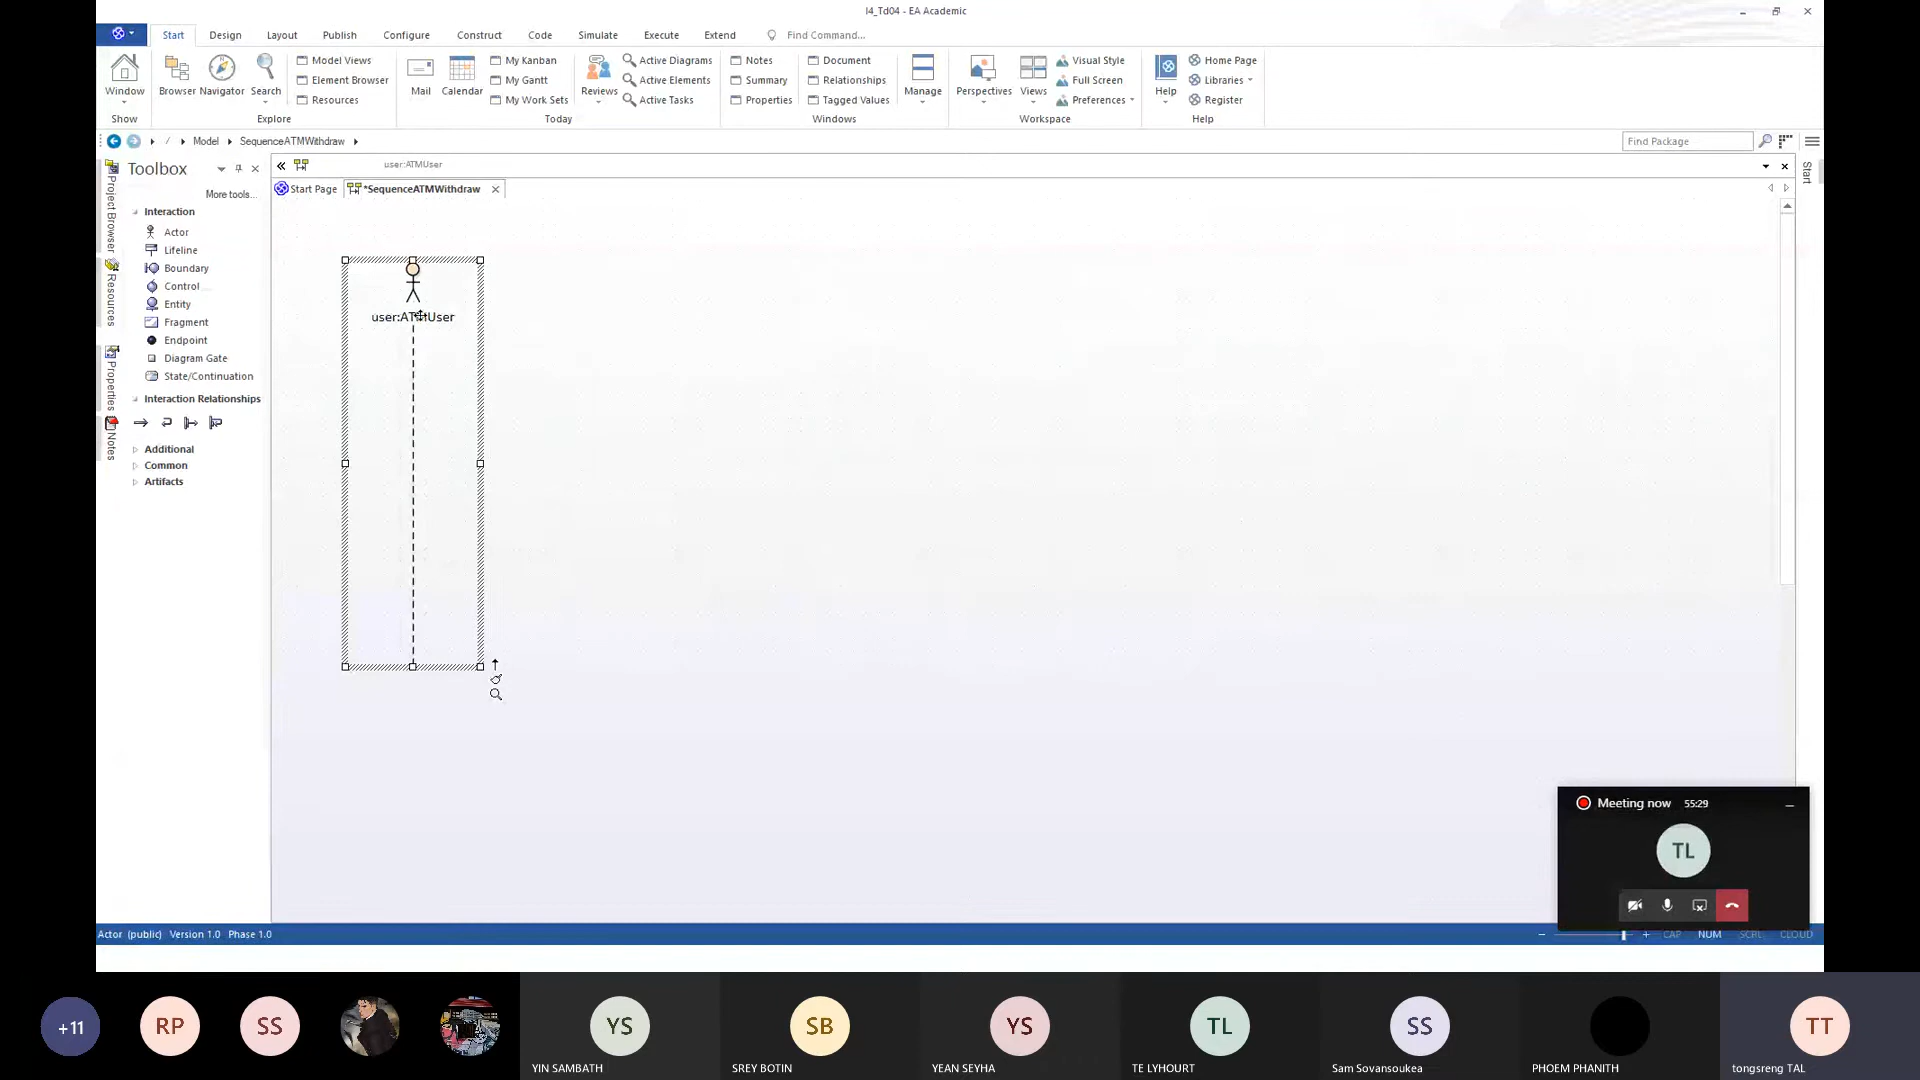 I4_Td04 - EA Academic
Start Design Layout Publish Configure Construct Code Simulate Execute Extend Find Command...
Window
Show
Browser Navigator Search
Model Views
Element Browser
Resources
Explore
Mail Calendar
My Kanban
My Gantt
My Work Sets
Reviews
Active Diagrams
Active Elements
Active Tasks
Today
Notes
Summary
Properties
Document
Relationships
Tagged Values
Manage
Windows
Perspectives Views
Visual Style
Full Screen
Preferences
Workspace
Help
Home Page
Libraries
Register
Help
/ Model SequenceATMWithdraw
Find Package
Project Browser
Resources
Properties
Notes
Toolbox
More tools...
Interaction
Actor
Lifeline
Boundary
Control
Entity
Fragment
Endpoint
Diagram Gate
State/Continuation
Interaction Relationships
Additional
Common
Artifacts
user:ATMUser
Start Page *SequenceATMWithdraw
Start
user:ATMUser
Meeting now 55:29
TL
Actor (public) Version 1.0 Phase 1.0
CAP NUM SCRL CLOUD
+11
RP
SS
YS
YIN SAMBATH
SB
SREY BOTIN
YS
YEAN SEYHA
TL
TE LYHOURT
SS
Sam Sovansoukea
PHOEM PHANITH
TT
tongsreng TAL